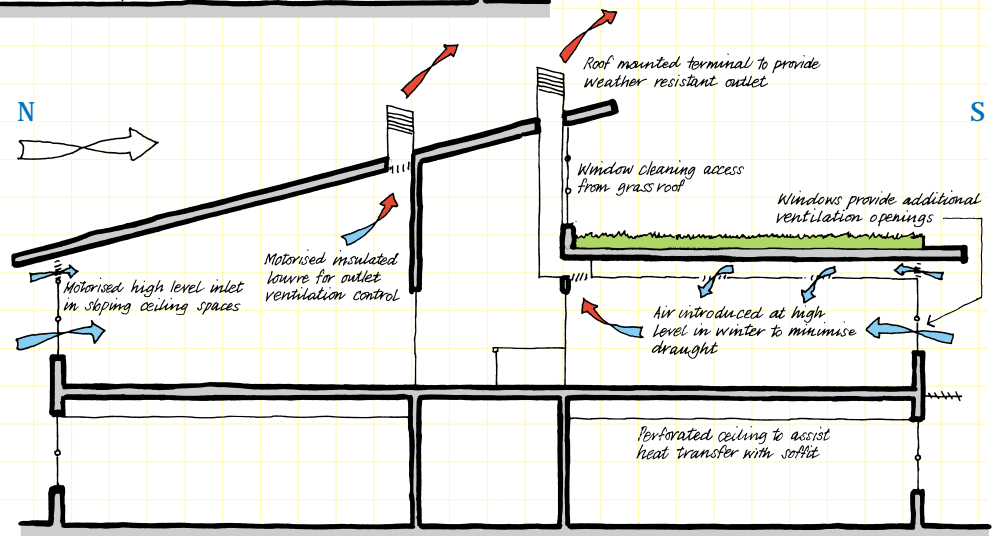 Roof mounted terminal to provide
weather resistant outlet
N
S
Window cleaning access
from grass roof
Windows provide additional
ventilation openings
Motorised insulated
louvre for outlet
ventilation control
Motorised high level inlet
in sloping ceiling spaces
Air introduced at high
level in winter to minimise
draught
Perforated ceiling to assist
heat transfer with soffit